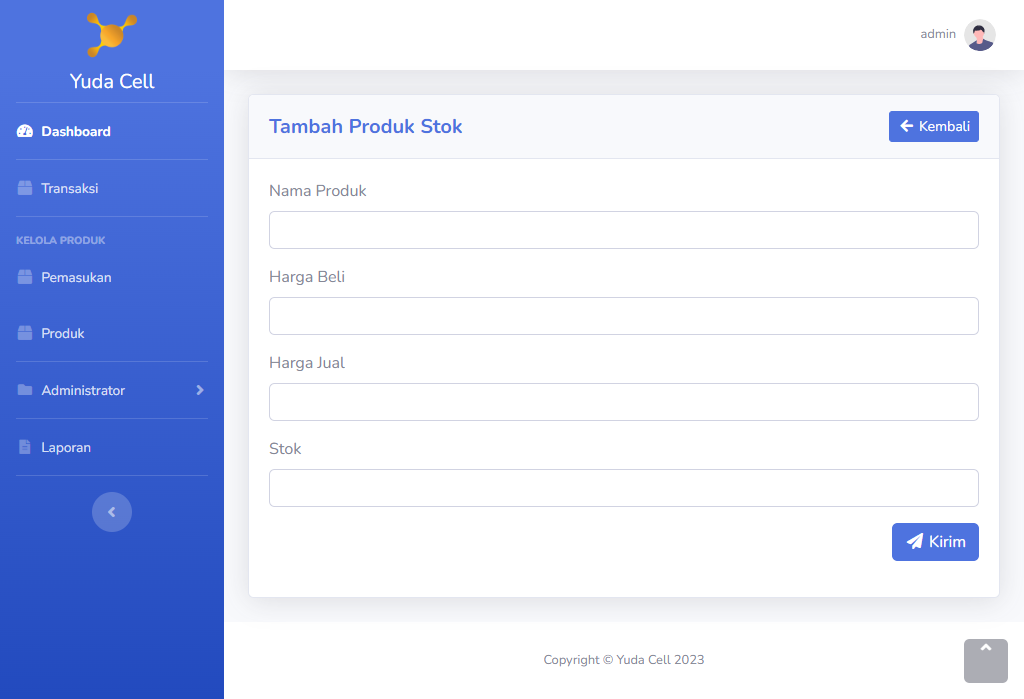 Yuda Cell
Dashboard
Transaksi
KELOLA PRODUK
Pemasukan
Produk
Administrator
Laporan
admin
Tambah Produk Stok
Kembali
Nama Produk
Harga Beli
Harga Jual
Stok
Kirim
Copyright © Yuda Cell 2023